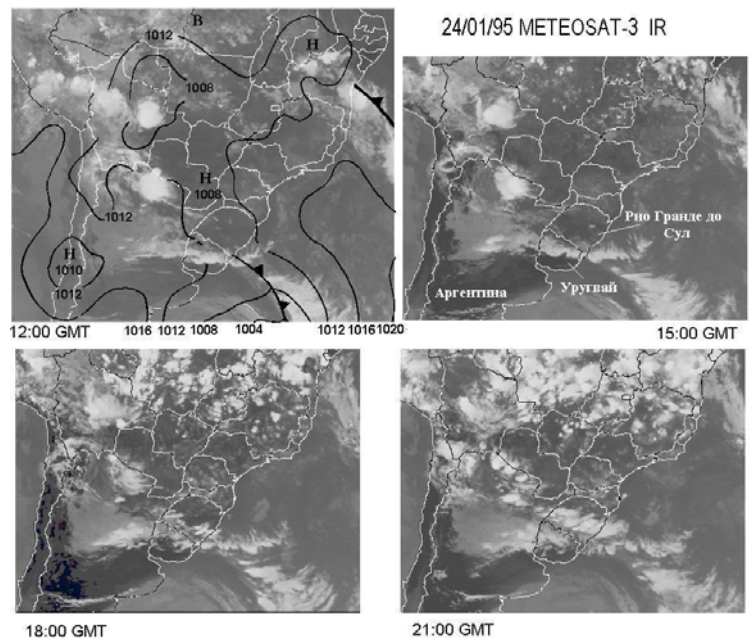 24/01/95 METEOSAT-3 IR
B
1012
H
1008
H
1008
1012
H
1010
1012
12:00 GMT
1016 1012 1008 1004 1012 1016 1020
Рио Гранде до
Сул
Аргентина
Уругвай
15:00 GMT
18:00 GMT
21:00 GMT